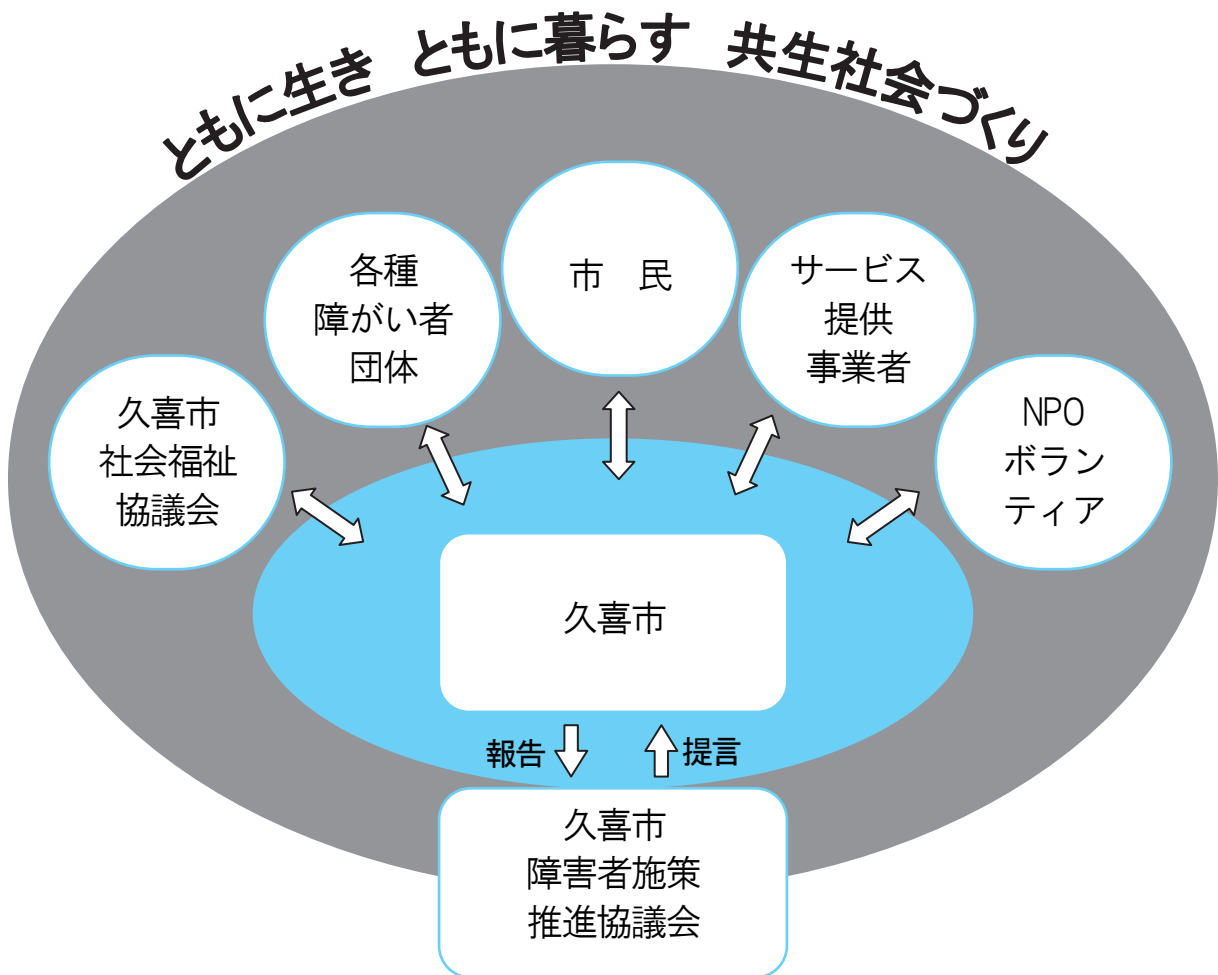 ともに生き ともに暮らす 共生社会づくり
市　民
各種
障がい者
団体
サービス
提供
事業者
久喜市
社会福祉
協議会
NPO
ボラン
ティア
久喜市
報告
提言
久喜市
障害者施策
推進協議会